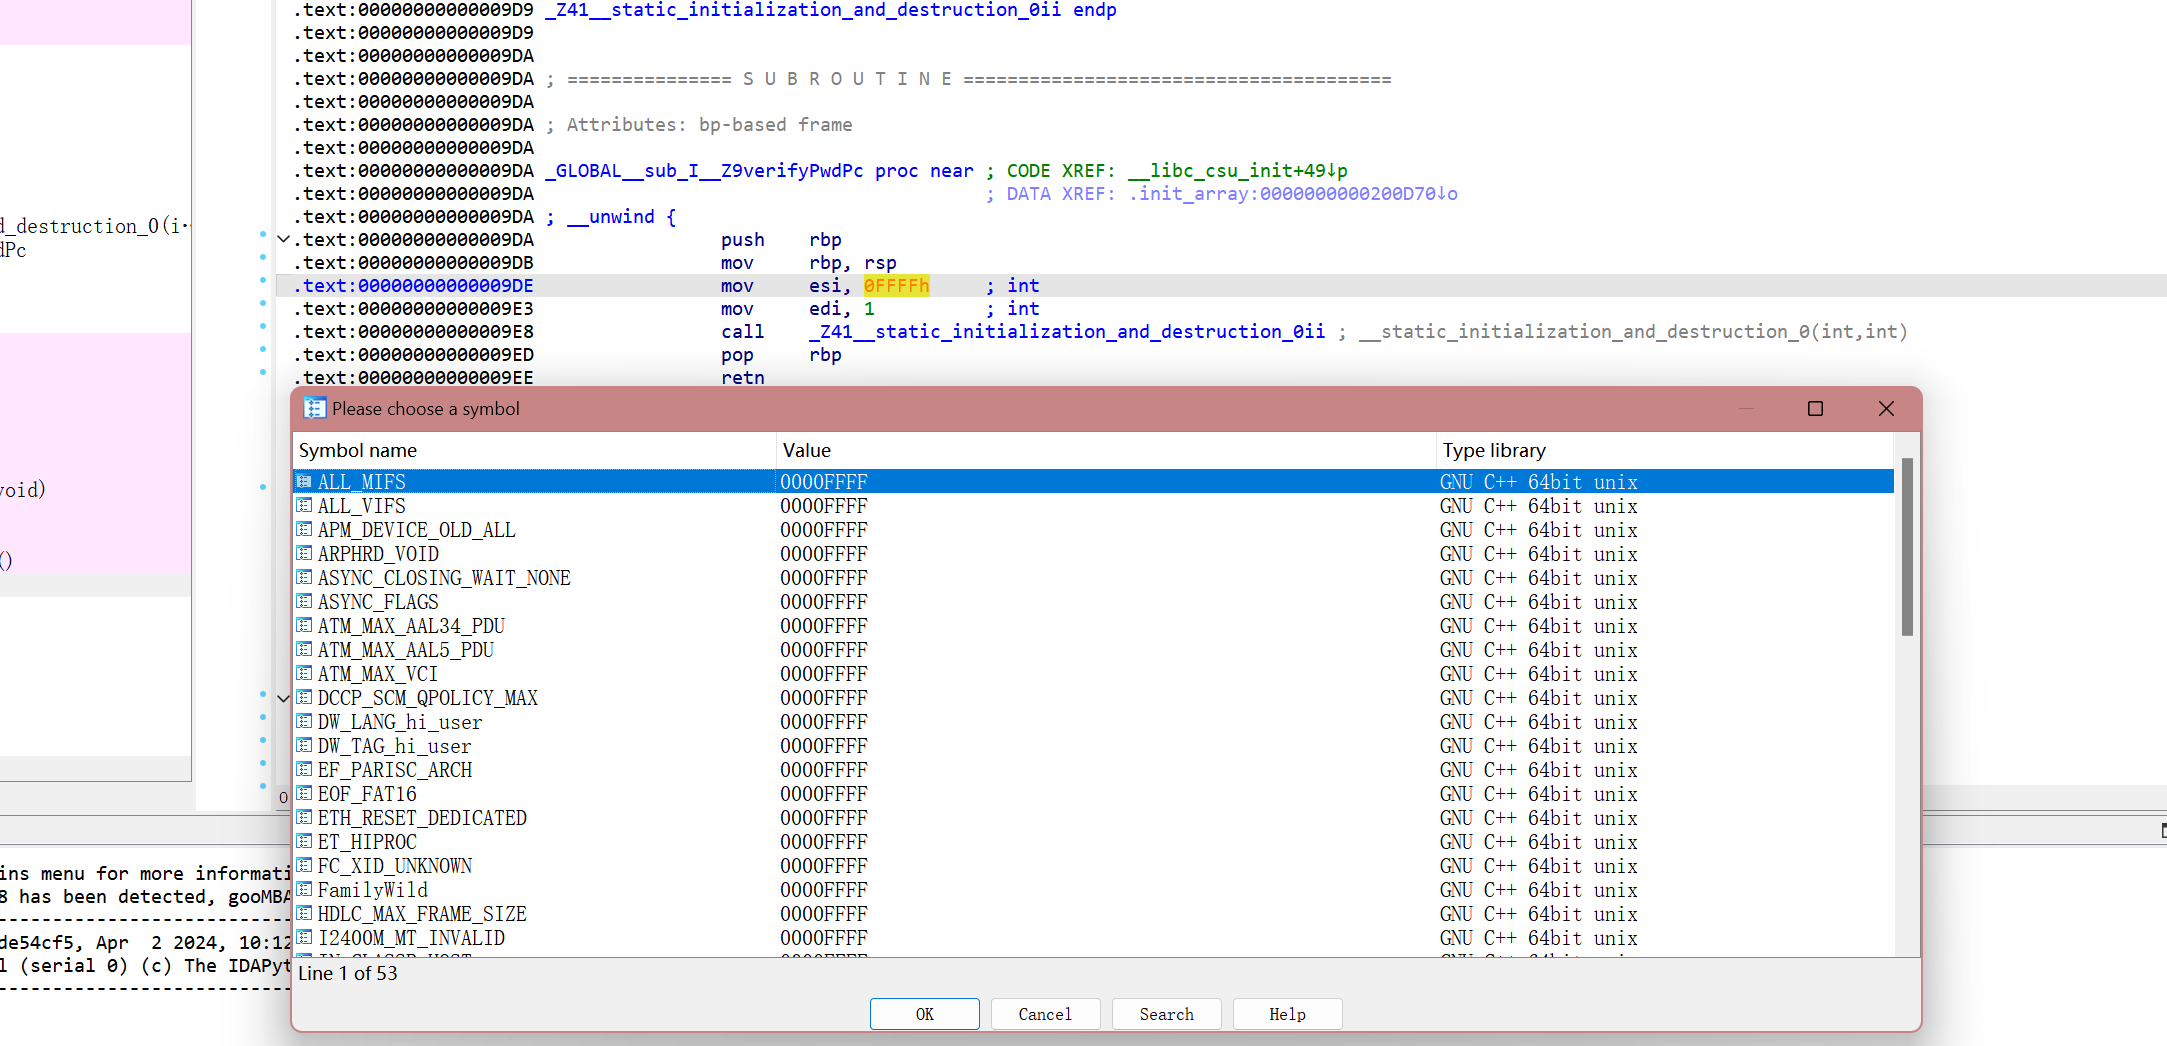 .text:00000000000009D9 _Z41__static_initialization_and_destruction_0ii endp
.text:00000000000009D9
.text:00000000000009DA
.text:00000000000009DA ; =============== S U B R O U T I N E =======================================
.text:00000000000009DA
.text:00000000000009DA ; Attributes: bp-based frame
.text:00000000000009DA
.text:00000000000009DA _GLOBAL__sub_I__Z9verifyPwdPc proc near ; CODE XREF: __libc_csu_init+49↓p
.text:00000000000009DA ; DATA XREF: .init_array:0000000000200D70↓o
.text:00000000000009DA ; __unwind {
d_destruction_0(i··
dPc
.text:00000000000009DA push rbp
.text:00000000000009DB mov rbp, rsp
.text:00000000000009DE mov esi, 0FFFFh ; int
.text:00000000000009E3 mov edi, 1 ; int
.text:00000000000009E8 call _Z41__static_initialization_and_destruction_0ii ; __static_initialization_and_destruction_0(int,int)
.text:00000000000009ED pop rbp
.text:00000000000009EE retn
void)
()
Please choose a symbol
Symbol name Value Type library
ALL_MIFS 0000FFFF GNU C++ 64bit unix
ALL_VIFS 0000FFFF GNU C++ 64bit unix
APM_DEVICE_OLD_ALL 0000FFFF GNU C++ 64bit unix
ARPHRD_VOID 0000FFFF GNU C++ 64bit unix
ASYNC_CLOSING_WAIT_NONE 0000FFFF GNU C++ 64bit unix
ASYNC_FLAGS 0000FFFF GNU C++ 64bit unix
ATM_MAX_AAL34_PDU 0000FFFF GNU C++ 64bit unix
ATM_MAX_AAL5_PDU 0000FFFF GNU C++ 64bit unix
ATM_MAX_VCI 0000FFFF GNU C++ 64bit unix
DCCP_SCM_QPOLICY_MAX 0000FFFF GNU C++ 64bit unix
DW_LANG_hi_user 0000FFFF GNU C++ 64bit unix
DW_TAG_hi_user 0000FFFF GNU C++ 64bit unix
EF_PARISC_ARCH 0000FFFF GNU C++ 64bit unix
EOF_FAT16 0000FFFF GNU C++ 64bit unix
ETH_RESET_DEDICATED 0000FFFF GNU C++ 64bit unix
ET_HIPROC 0000FFFF GNU C++ 64bit unix
FC_XID_UNKNOWN 0000FFFF GNU C++ 64bit unix
FamilyWild 0000FFFF GNU C++ 64bit unix
HDLC_MAX_FRAME_SIZE 0000FFFF GNU C++ 64bit unix
I2400M_MT_INVALID 0000FFFF GNU C++ 64bit unix
Line 1 of 53
OK Cancel Search Help
0
ins menu for more informati
8 has been detected, gooMBA
---------------------------
de54cf5, Apr  2 2024, 10:12
l (serial 0) (c) The IDAPyt
---------------------------